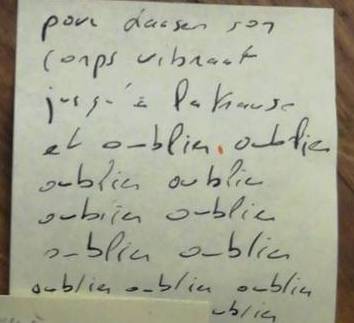 pour laisser son
corps vibrant
jusqu'à la transe
et oublier. oublier
oublier oublier
oublier oublier
oublier oublier
oublier oublier oublier
oublier